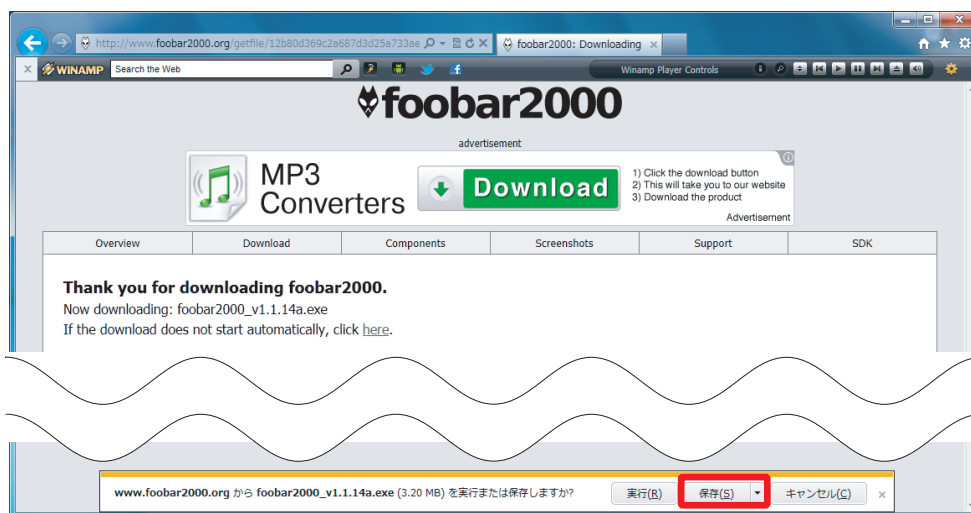 http://www.foobar2000.org/getfile/12b80d369c2a687d3d25a733ae
foobar2000: Downloading
WINAMP Search the Web Winamp Player Controls
foobar2000
advertisement
MP3
Converters
Download
1) Click the download button
2) This will take you to our website
3) Download the product
Advertisement
Overview Download Components Screenshots Support SDK
Thank you for downloading foobar2000.
Now downloading: foobar2000_v1.1.14a.exe
If the download does not start automatically, click here.
www.foobar2000.org から foobar2000_v1.1.14a.exe (3.20 MB) を実行または保存しますか? 実行(R) 保存(S) キャンセル(C)